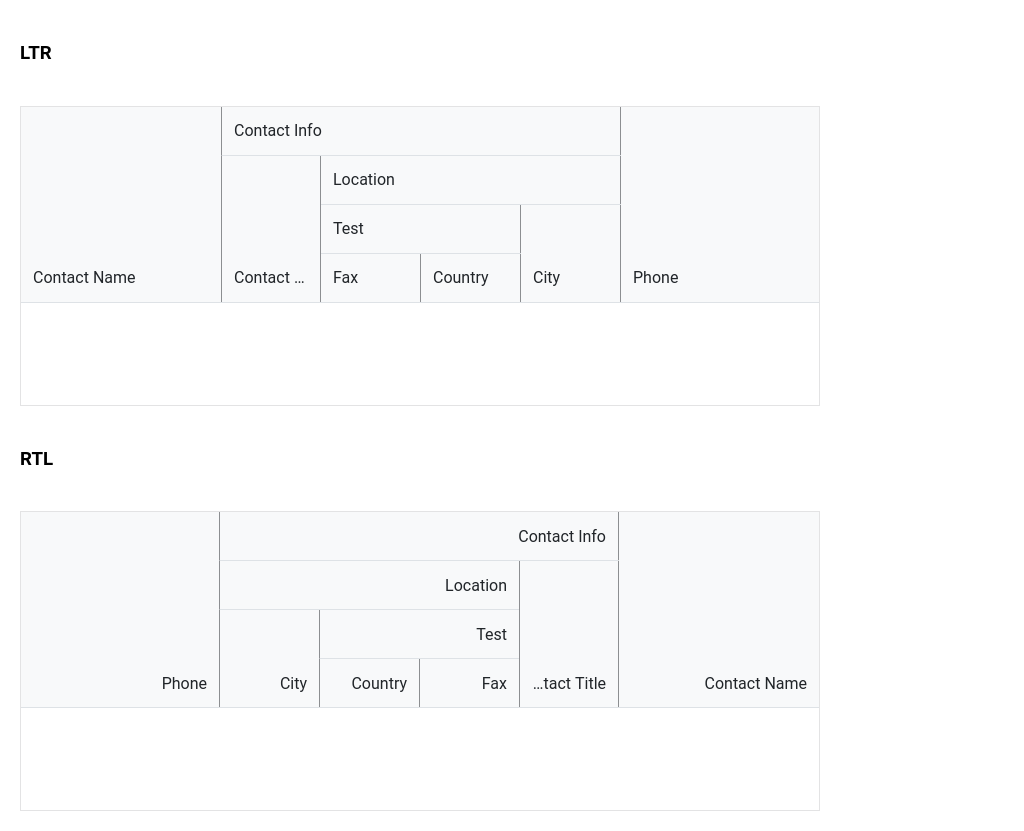 LTR
Contact Info
Location
Test
Contact Name
Contact ...
Fax
Country
City
Phone
RTL
Contact Info
Location
Test
Phone
City
Country
Fax
...tact Title
Contact Name